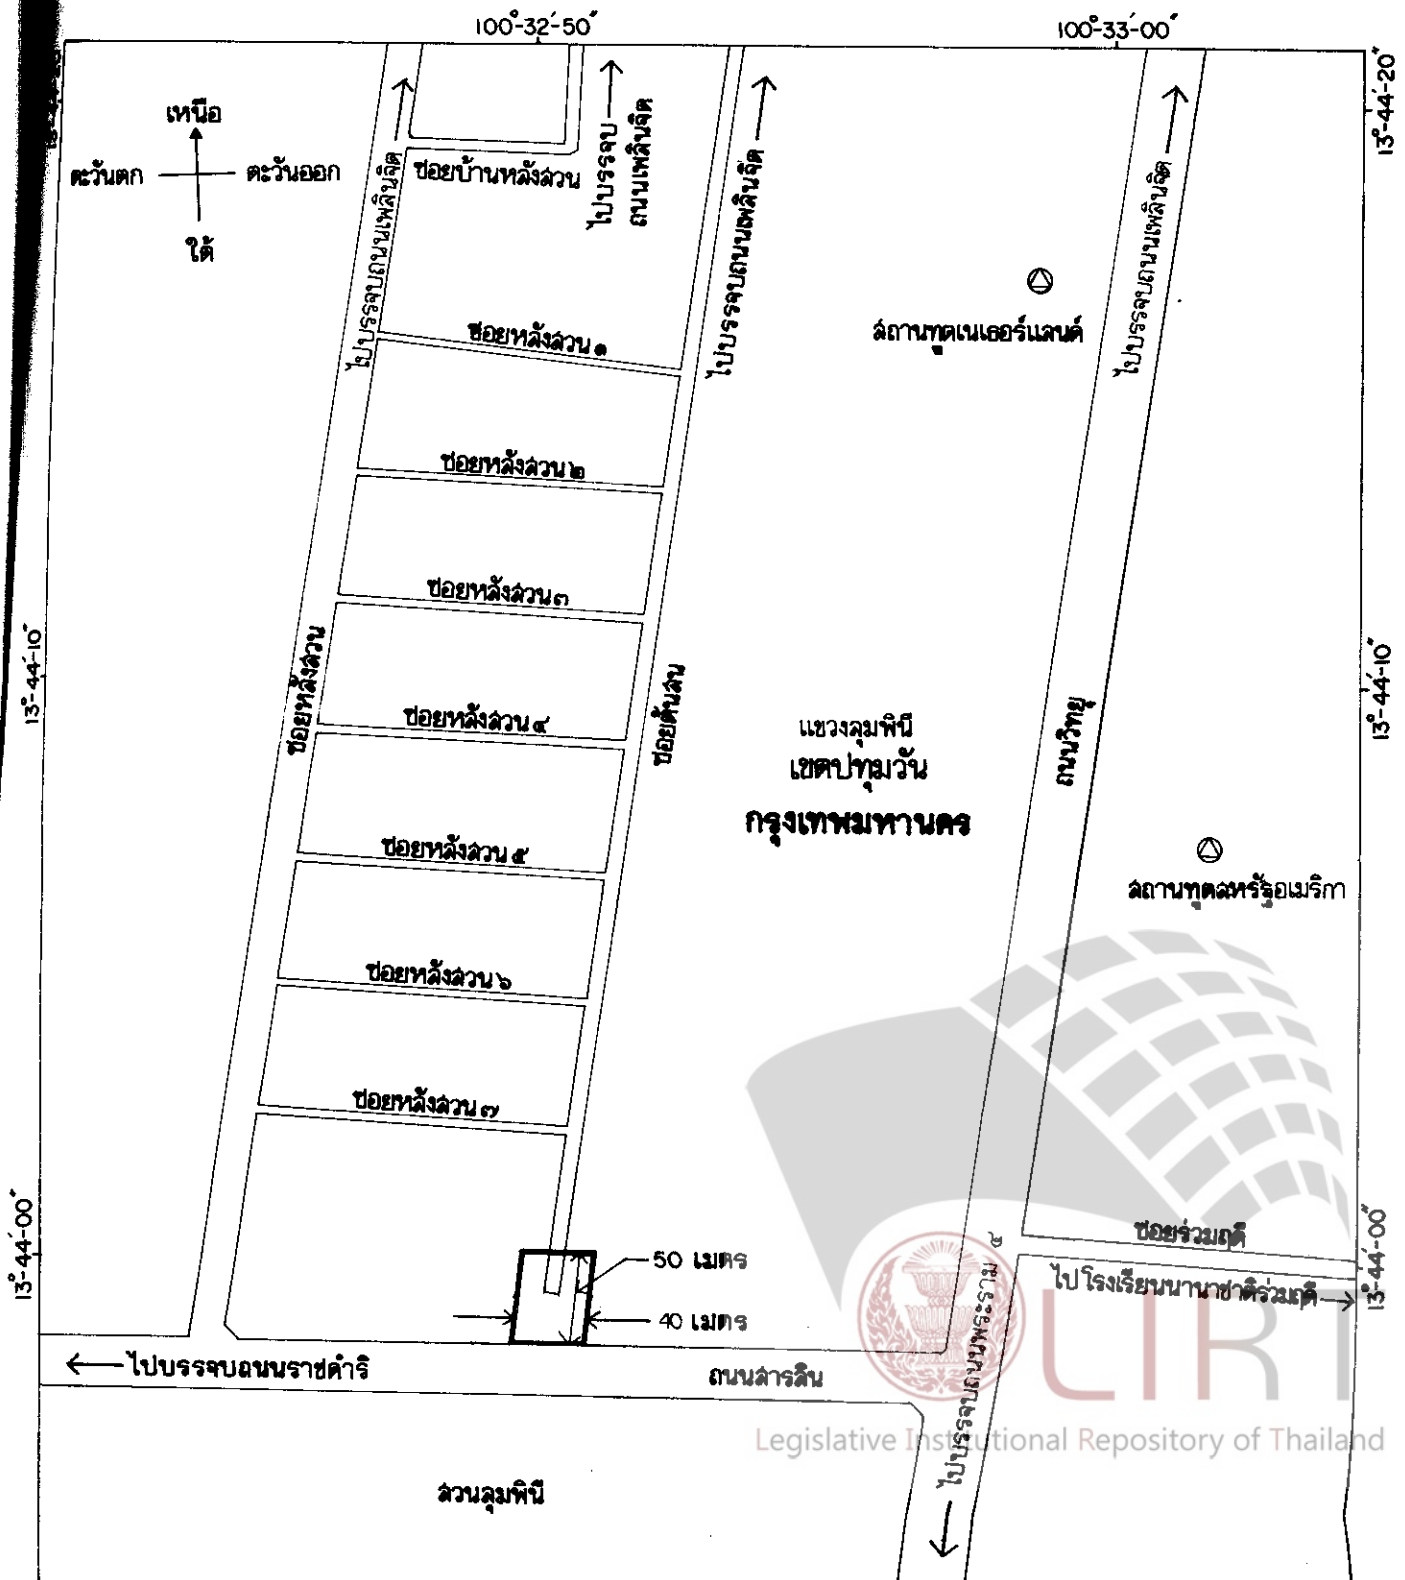 100°-32´-50˝
100°-33´-00˝
13°-44´-20˝
เหนือ
ตะวันตก
ตะวันออก
ใต้
ซอยบ้านหลังสวน
ไปบรรจบ
ถนนเพลินจิต
ไปบรรจบถนนเพลินจิต
ไปบรรจบถนนเพลินจิต
ไปบรรจบถนนเพลินจิต
สถานทูตเนเธอร์แลนด์
ซอยหลังสวน ๑
ซอยหลังสวน ๒
ซอยหลังสวน ๓
13°-44´-10˝
13°-44´-10˝
ซอยหลังสวน
ซอยหลังสวน ๔
ซอยต้นสน
แขวงลุมพินี
เขตปทุมวัน
กรุงเทพมหานคร
ถนนวิทยุ
ซอยหลังสวน ๕
สถานทูตสหรัฐอเมริกา
ซอยหลังสวน ๖
ซอยหลังสวน ๗
13°-44´-00˝
13°-44´-00˝
50 เมตร
40 เมตร
ซอยร่วมฤดี
ไปโรงเรียนนานาชาติร่วมฤดี
ไปบรรจบถนนพระราม ๔
ไปบรรจบถนนราชดำริ
ถนนสารสิน
สวนลุมพินี
LIRT
Legislative Institutional Repository of Thailand